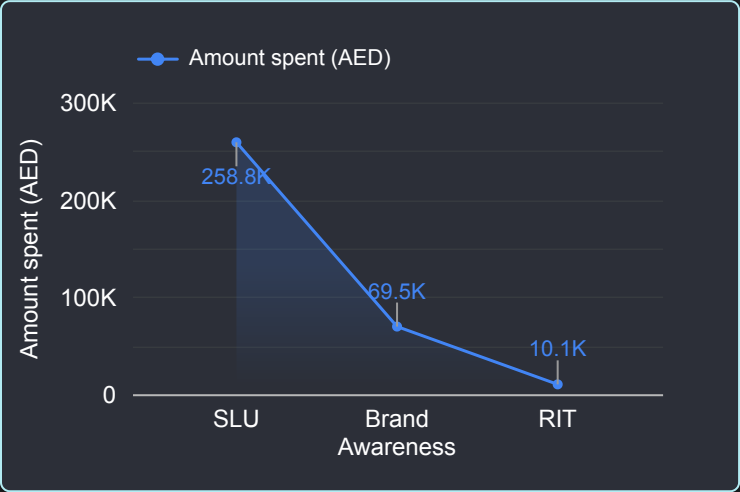 Amount spent (AED)
Amount spent (AED)
300K
200K
100K
0
258.8K
69.5K
10.1K
SLU
Brand
Awareness
RIT